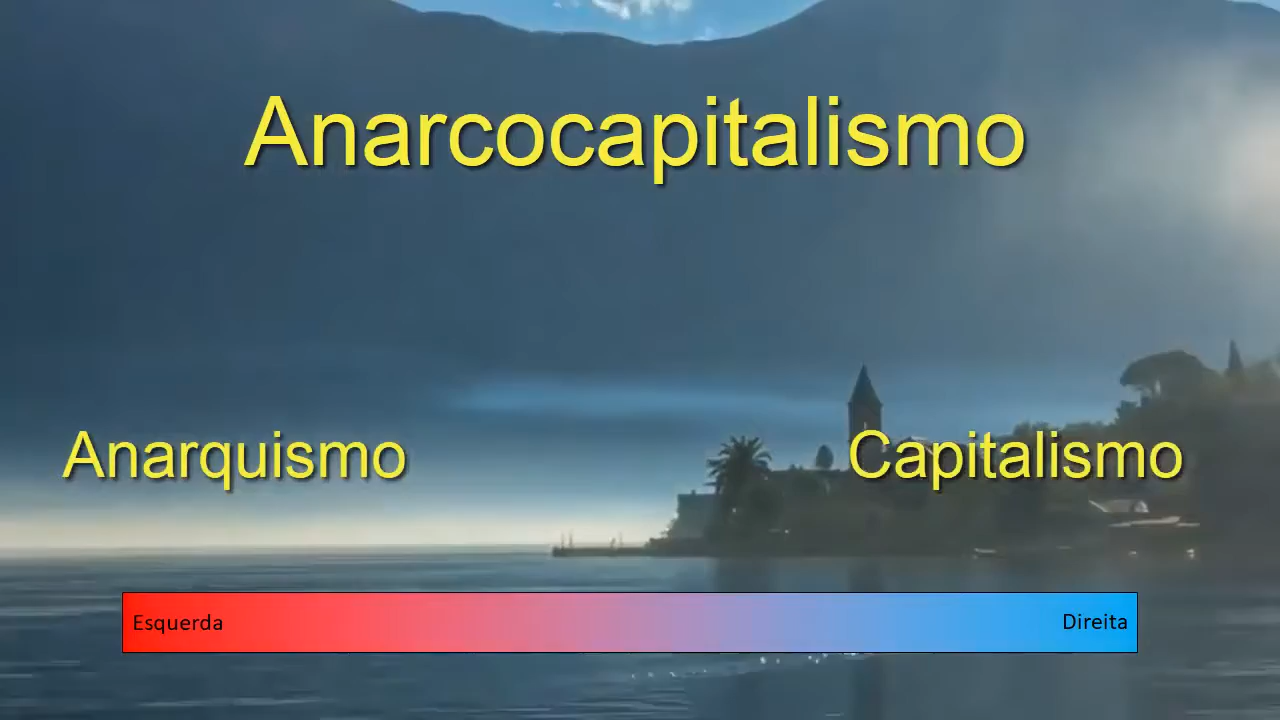 Anarcocapitalismo
Anarquismo
Capitalismo
Esquerda
Direita